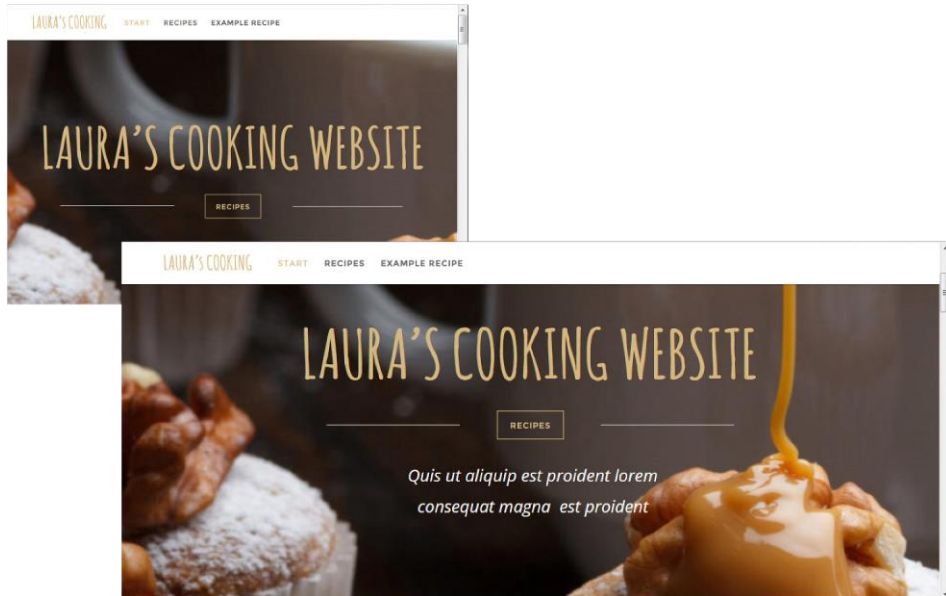 LAURA'S COOKING START RECIPES EXAMPLE RECIPE
LAURA'S COOKING WEBSITE
RECIPES
LAURA'S COOKING START RECIPES EXAMPLE RECIPE
LAURA'S COOKING WEBSITE
RECIPES
Quis ut aliquip est proident lorem
consequat magna est proident